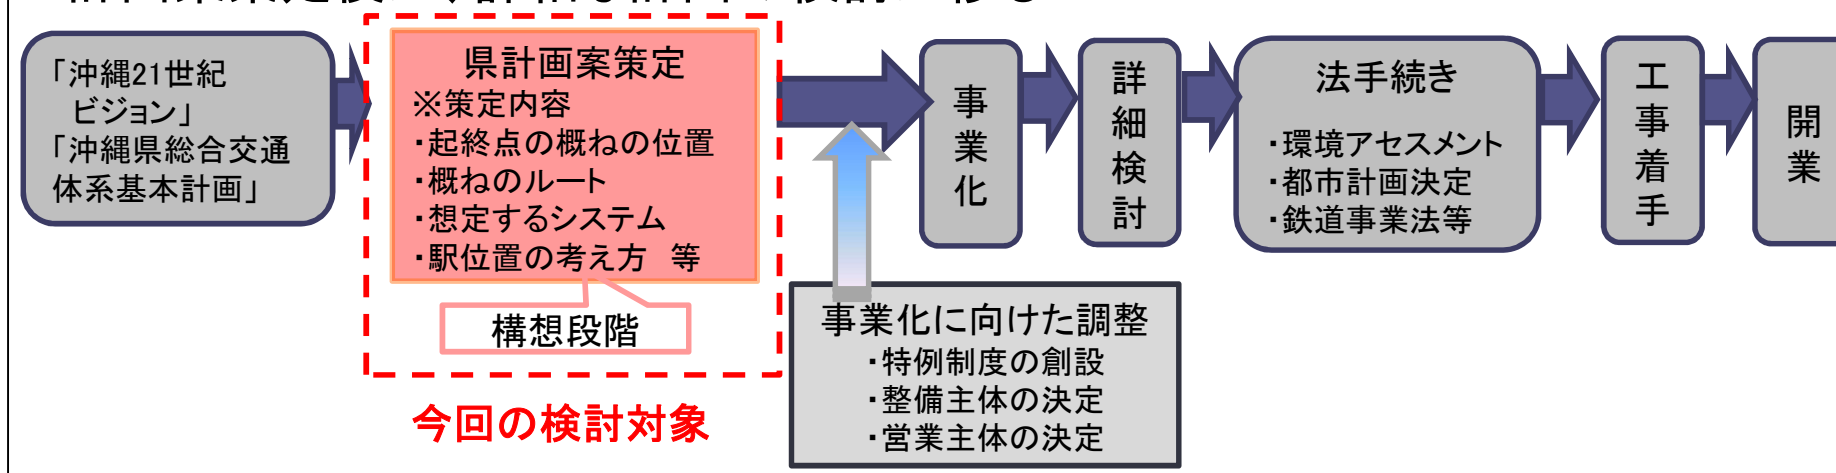 「沖縄21世紀
ビジョン」
「沖縄県総合交通
体系基本計画」
県計画案策定
※策定内容
・起終点の概ねの位置
・概ねのルート
・想定するシステム
・駅位置の考え方 等
構想段階
今回の検討対象
事業化に向けた調整
・特例制度の創設
・整備主体の決定
・営業主体の決定
事業化
詳細検討
法手続き
・環境アセスメント
・都市計画決定
・鉄道事業法等
工事着手
開業